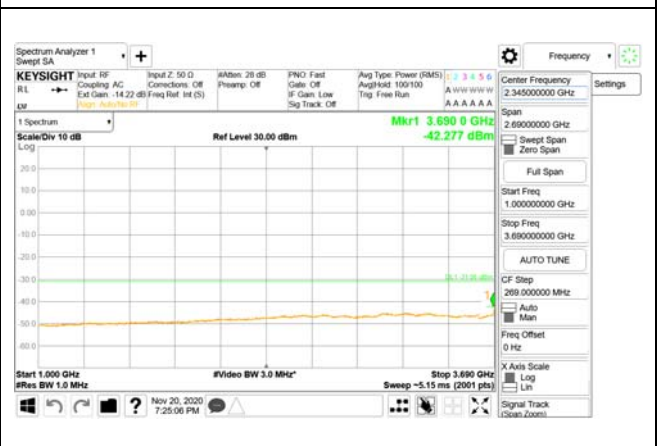 Spectrum Analyzer 1
Swept SA
+
Frequency
KEYSIGHT
RL
Input: RF
Coupling: AC
Ext Gain: -14.22 dB
Align: Auto/No RF
Input Z: 50 Ω
Corrections: Off
Freq Ref: Int (S)
#Atten: 28 dB
Preamp: Off
PNO: Fast
Gate: Off
IF Gain: Low
Sig Track: Off
Avg Type: Power (RMS)
Avg|Hold: 100/100
Trig: Free Run
1 2 3 4 5 6
A W W W W W
A A A A A A
1 Spectrum
Scale/Div 10 dB
Ref Level 30.00 dBm
Mkr1 3.690 0 GHz
-42.277 dBm
Log
20.0
10.0
0.00
-10.0
-20.0
-30.0
-40.0
-50.0
-60.0
1
Start 1.000 GHz
#Res BW 1.0 MHz
#Video BW 3.0 MHz*
Stop 3.690 GHz
Sweep ~5.15 ms (2001 pts)
Nov 20, 2020
7:25:06 PM
Center Frequency
2.345000000 GHz
Settings
Span
2.69000000 GHz
Swept Span
Zero Span
Full Span
Start Freq
1.000000000 GHz
Stop Freq
3.690000000 GHz
AUTO TUNE
CF Step
269.000000 MHz
Auto
Man
Freq Offset
0 Hz
X Axis Scale
Log
Lin
Signal Track
(Span Zoom)